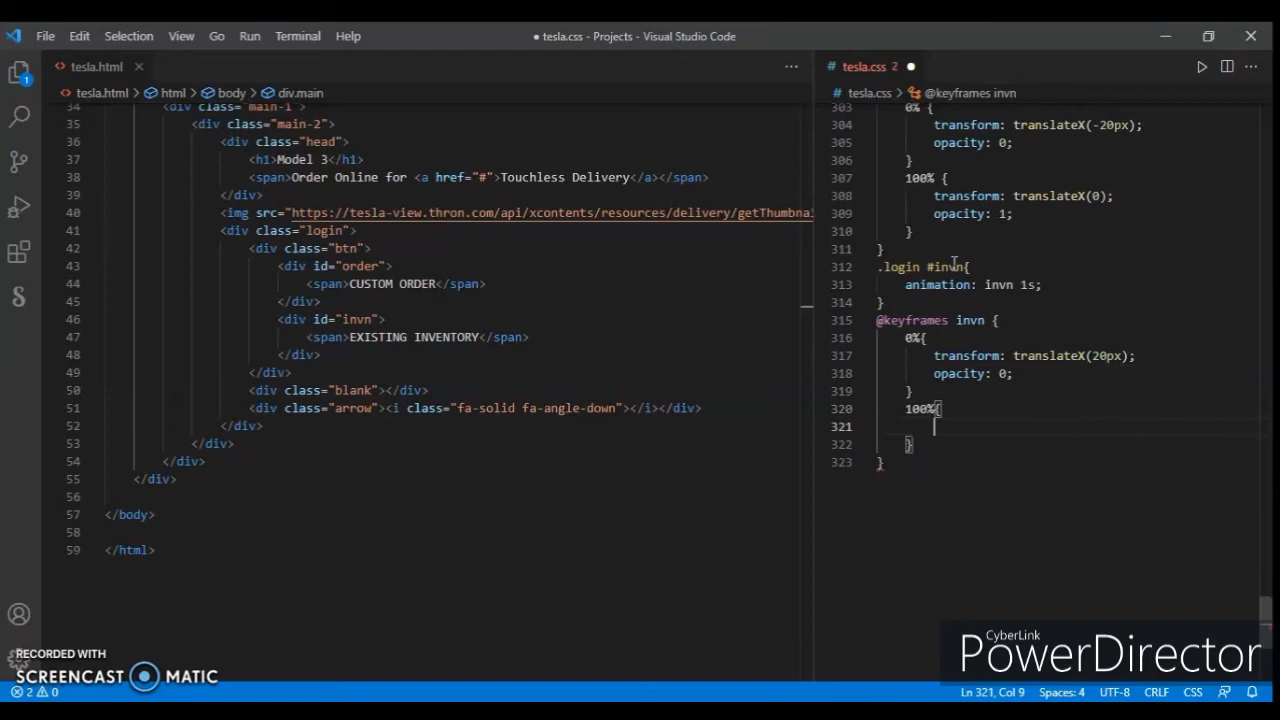 File Edit Selection View Go Run Terminal Help
● tesla.css - Projects - Visual Studio Code
tesla.html
tesla.html > html > body > div.main
34 <div class="main-1">
35 <div class="main-2">
36 <div class="head">
37 <h1>Model 3</h1>
38 <span>Order Online for <a href="#">Touchless Delivery</a></span>
39 </div>
40 <img src="https://tesla-view.thron.com/api/xcontents/resources/delivery/getThumbnai
41 <div class="login">
42 <div class="btn">
43 <div id="order">
44 <span>CUSTOM ORDER</span>
45 </div>
46 <div id="invn">
47 <span>EXISTING INVENTORY</span>
48 </div>
49 </div>
50 <div class="blank"></div>
51 <div class="arrow"><i class="fa-solid fa-angle-down"></i></div>
52 </div>
53 </div>
54 </div>
55 </div>
56
57 </body>
58
59 </html>
# tesla.css 2 ●
# tesla.css > @keyframes invn
303 0% {
304 transform: translateX(-20px);
305 opacity: 0;
306 }
307 100% {
308 transform: translateX(0);
309 opacity: 1;
310 }
311 }
312 .login #invn{
313 animation: invn 1s;
314 }
315 @keyframes invn {
316 0%{
317 transform: translateX(20px);
318 opacity: 0;
319 }
320 100%{
321
322 }
323 }
1
RECORDED WITH
SCREENCAST MATIC
CyberLink
PowerDirector
2 0
Ln 321, Col 9 Spaces: 4 UTF-8 CRLF CSS